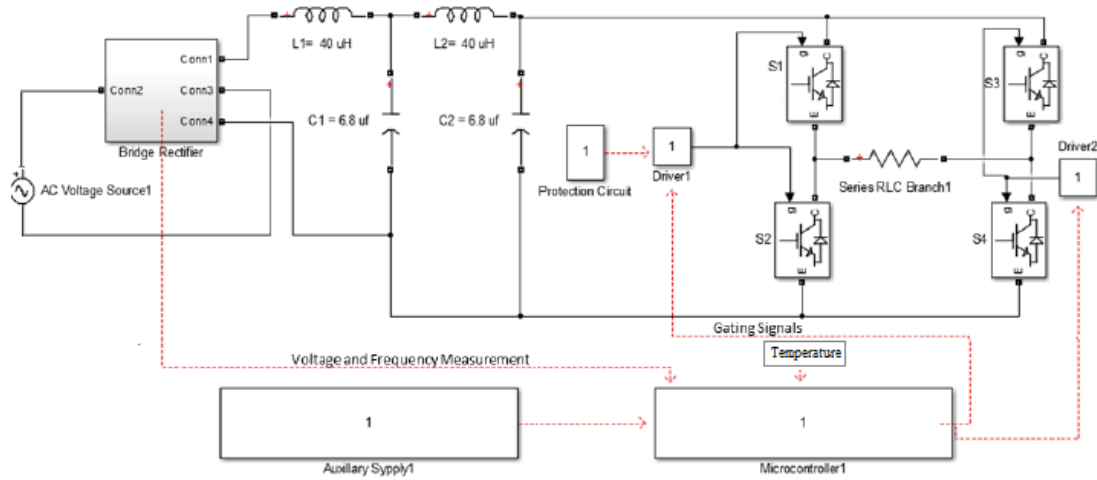 L1= 40 uH
L2= 40 uH
Conn1
Conn2
Conn3
Conn4
Bridge Rectifier
AC Voltage Source1
C1 = 6.8 uf
C2 = 6.8 uf
1
Protection Circuit
1
Driver1
S1
g
C
E
S3
g
C
E
Series RLC Branch1
Driver2
1
S2
g
C
E
S4
g
C
E
Gating Signals
Temperature
Voltage and Frequency Measurement
1
Auxillary Sypply1
1
Microcontroller1